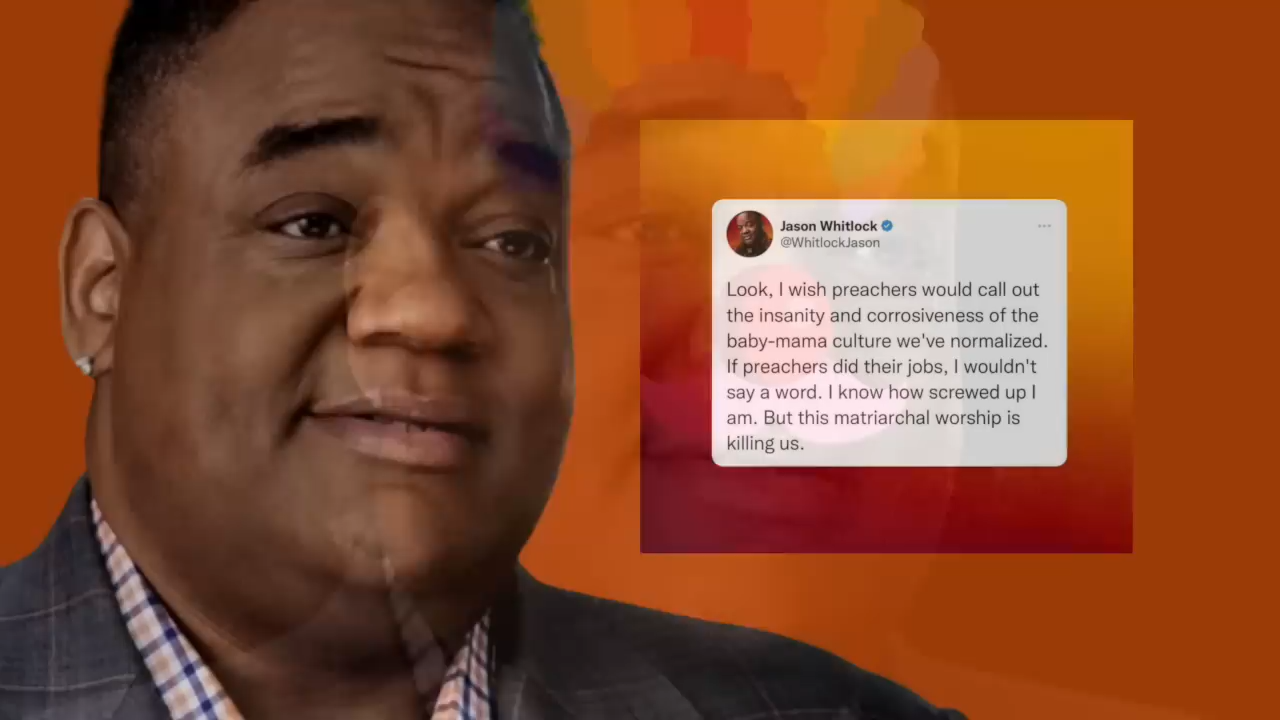 Jason Whitlock
@WhitlockJason
Look, I wish preachers would call out
the insanity and corrosiveness of the
baby-mama culture we've normalized.
If preachers did their jobs, I wouldn't
say a word. I know how screwed up I
am. But this matriarchal worship is
killing us.